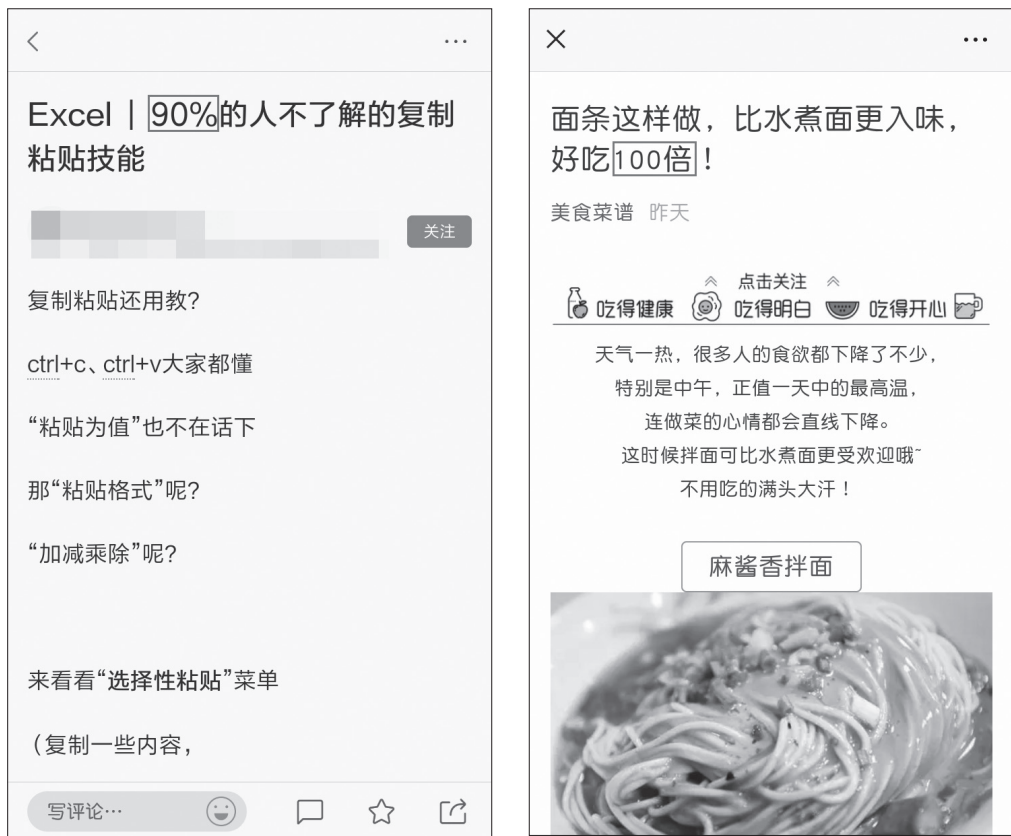 Excel | 90%的人不了解的复制
粘贴技能
关注
复制粘贴还用教?
ctrl+c、ctrl+v大家都懂
“粘贴为值”也不在话下
那“粘贴格式”呢?
“加减乘除”呢?
来看看“选择性粘贴”菜单
（复制一些内容，
写评论…
面条这样做，比水煮面更入味，
好吃100倍！
美食菜谱 昨天
点击关注
吃得健康 吃得明白 吃得开心
天气一热，很多人的食欲都下降了不少，
特别是中午，正值一天中的最高温，
连做菜的心情都会直线下降。
这时候拌面可比水煮面更受欢迎哦~
不用吃的满头大汗！
麻酱香拌面